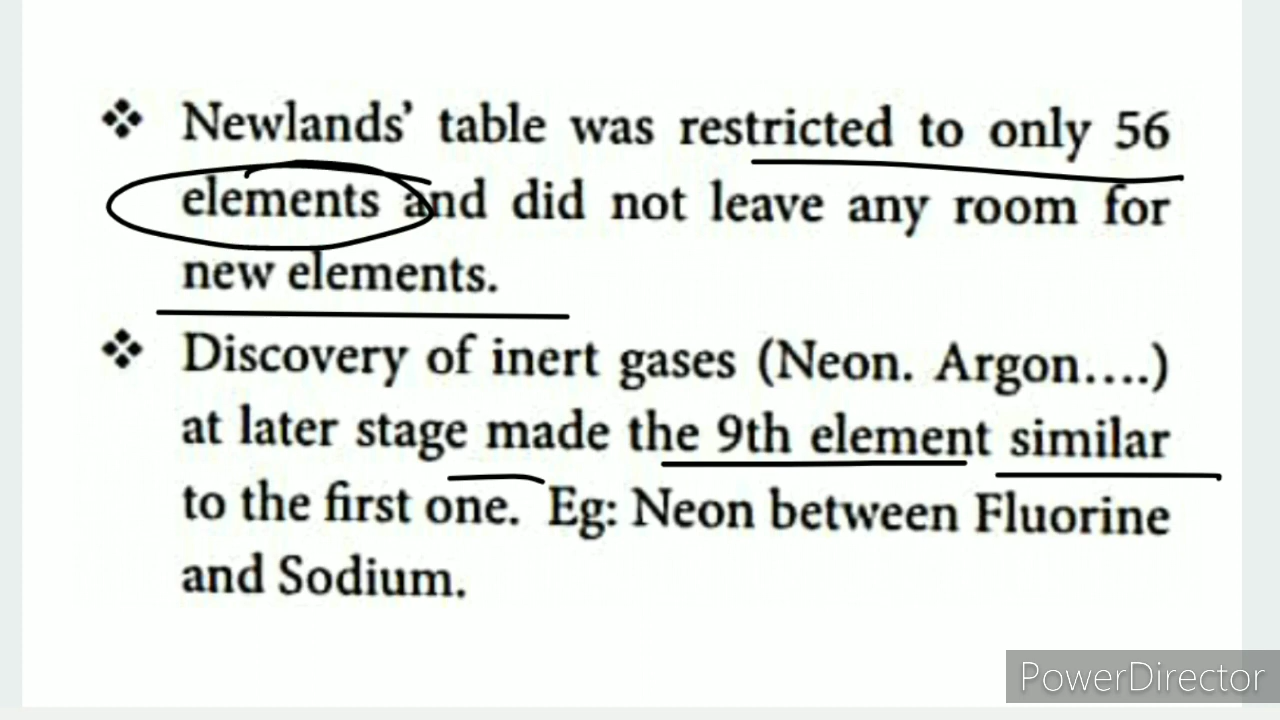 ❖ Newlands’ table was restricted to only 56
elements and did not leave any room for
new elements.
❖ Discovery of inert gases (Neon. Argon....)
at later stage made the 9th element similar
to the first one. Eg: Neon between Fluorine
and Sodium.
PowerDirector